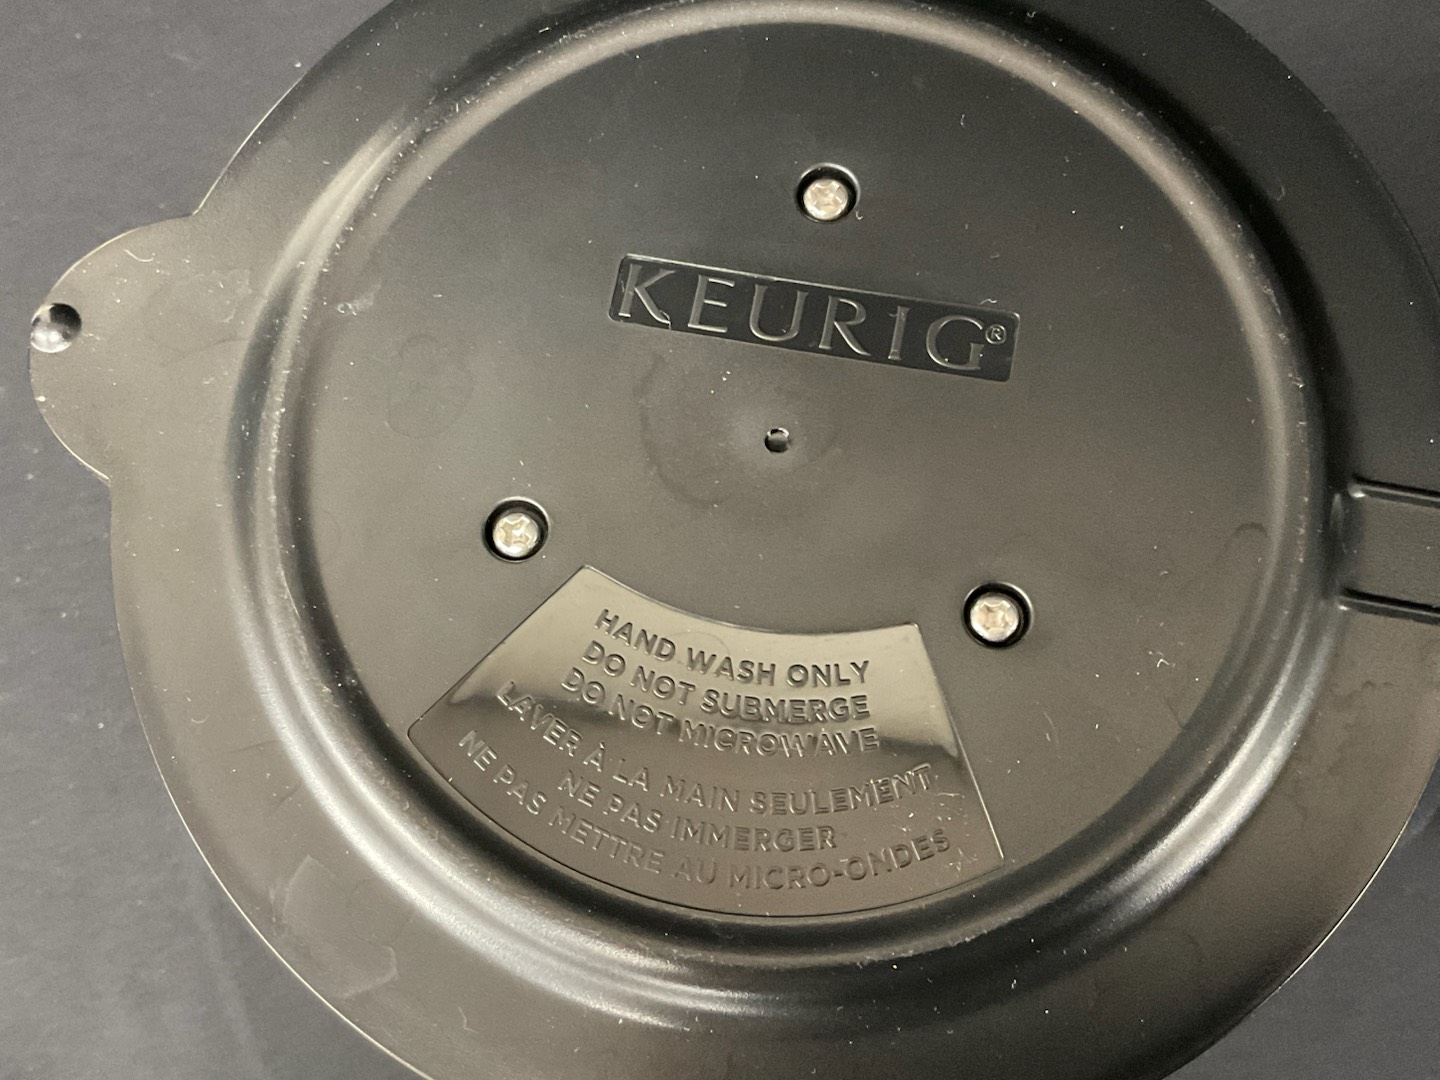 KEURIG®
HAND WASH ONLY
DO NOT SUBMERGE
DO NOT MICROWAVE
LAVER À LA MAIN SEULEMENT
NE PAS IMMERGER
NE PAS METTRE AU MICRO-ONDES